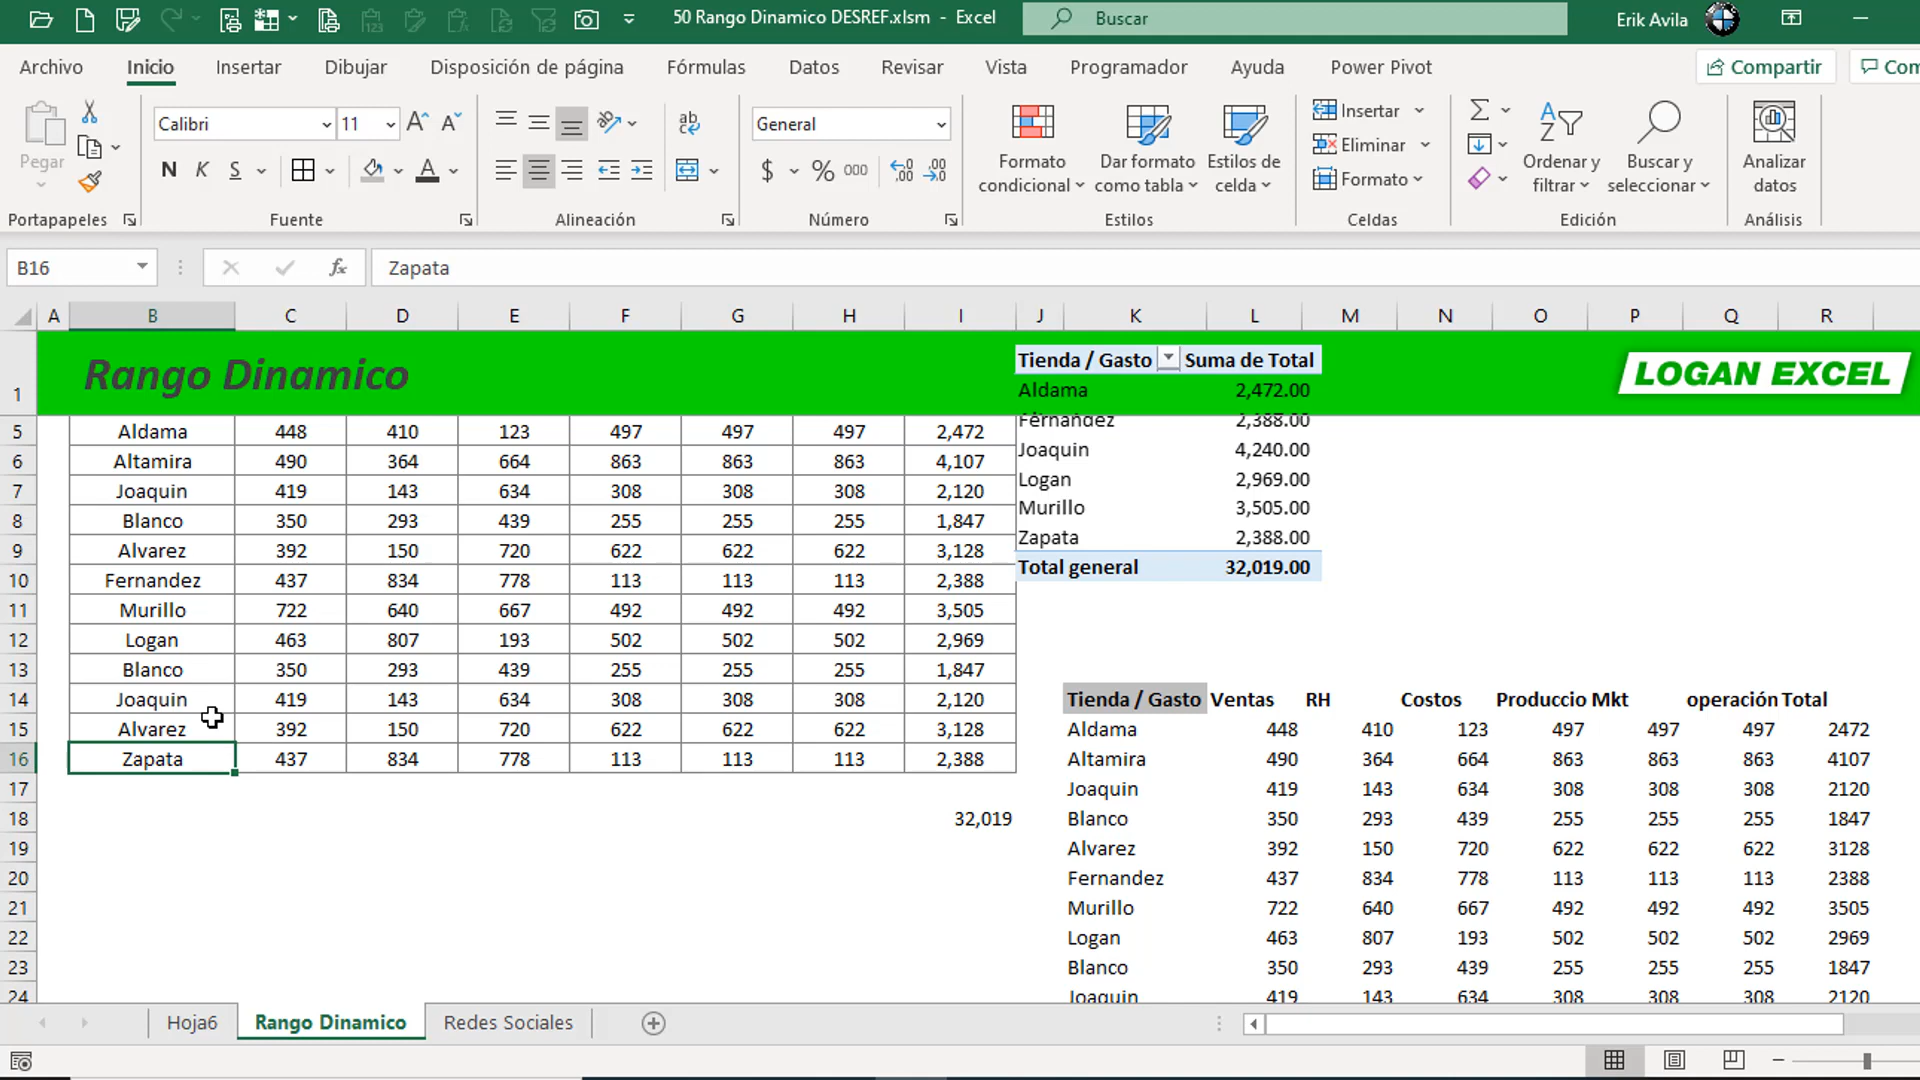 50 Rango Dinamico DESREF.xlsm - Excel
Buscar
Erik Avila
Archivo Inicio Insertar Dibujar Disposición de página Fórmulas Datos Revisar Vista Programador Ayuda Power Pivot
Compartir
Com
Pegar
Portapapeles
Calibri 11
N K S
Fuente
Alineación
General
$ % 000
Número
Formato condicional
Dar formato como tabla
Estilos de celda
Estilos
Insertar
Eliminar
Formato
Celdas
Ordenar y filtrar
Buscar y seleccionar
Edición
Analizar datos
Análisis
B16 fx Zapata
A B C D E F G H I J K L M N O P Q R
1 Rango Dinamico
LOGAN EXCEL
Tienda / Gasto Suma de Total
Aldama 2,472.00
Fernandez 2,388.00
Joaquin 4,240.00
Logan 2,969.00
Murillo 3,505.00
Zapata 2,388.00
Total general 32,019.00
5 Aldama 448 410 123 497 497 497 2,472
6 Altamira 490 364 664 863 863 863 4,107
7 Joaquin 419 143 634 308 308 308 2,120
8 Blanco 350 293 439 255 255 255 1,847
9 Alvarez 392 150 720 622 622 622 3,128
10 Fernandez 437 834 778 113 113 113 2,388
11 Murillo 722 640 667 492 492 492 3,505
12 Logan 463 807 193 502 502 502 2,969
13 Blanco 350 293 439 255 255 255 1,847
14 Joaquin 419 143 634 308 308 308 2,120
15 Alvarez 392 150 720 622 622 622 3,128
16 Zapata 437 834 778 113 113 113 2,388
17
18 32,019
19
20
21
22
23
24
Tienda / Gasto Ventas RH Costos Produccio Mkt operación Total
Aldama 448 410 123 497 497 497 2472
Altamira 490 364 664 863 863 863 4107
Joaquin 419 143 634 308 308 308 2120
Blanco 350 293 439 255 255 255 1847
Alvarez 392 150 720 622 622 622 3128
Fernandez 437 834 778 113 113 113 2388
Murillo 722 640 667 492 492 492 3505
Logan 463 807 193 502 502 502 2969
Blanco 350 293 439 255 255 255 1847
Joaquin 419 143 634 308 308 308 2120
Hoja6 Rango Dinamico Redes Sociales